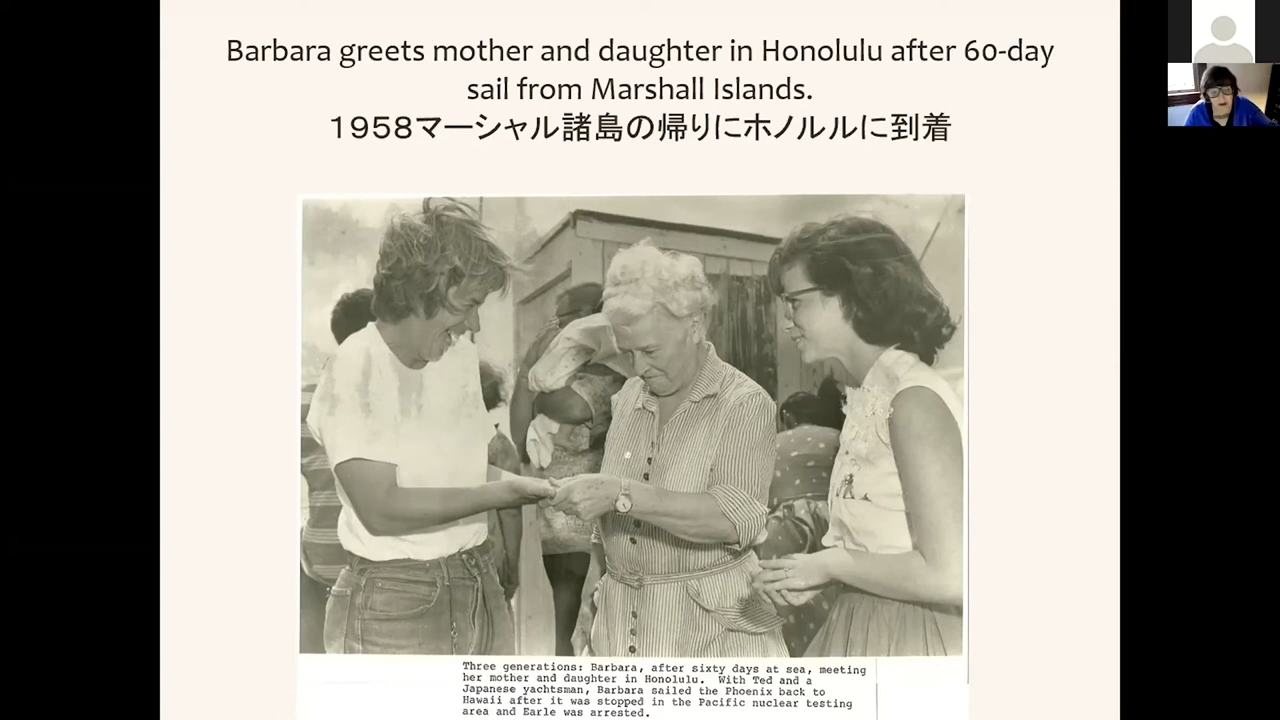 Barbara greets mother and daughter in Honolulu after 60-day
sail from Marshall Islands.
1958マーシャル諸島の帰りにホノルルに到着
Three generations: Barbara, after sixty days at sea, meeting
her mother and daughter in Honolulu. With Ted and a
Japanese yachtsman, Barbara sailed the Phoenix back to
Hawaii after it was stopped in the Pacific nuclear testing
area and Earle was arrested.